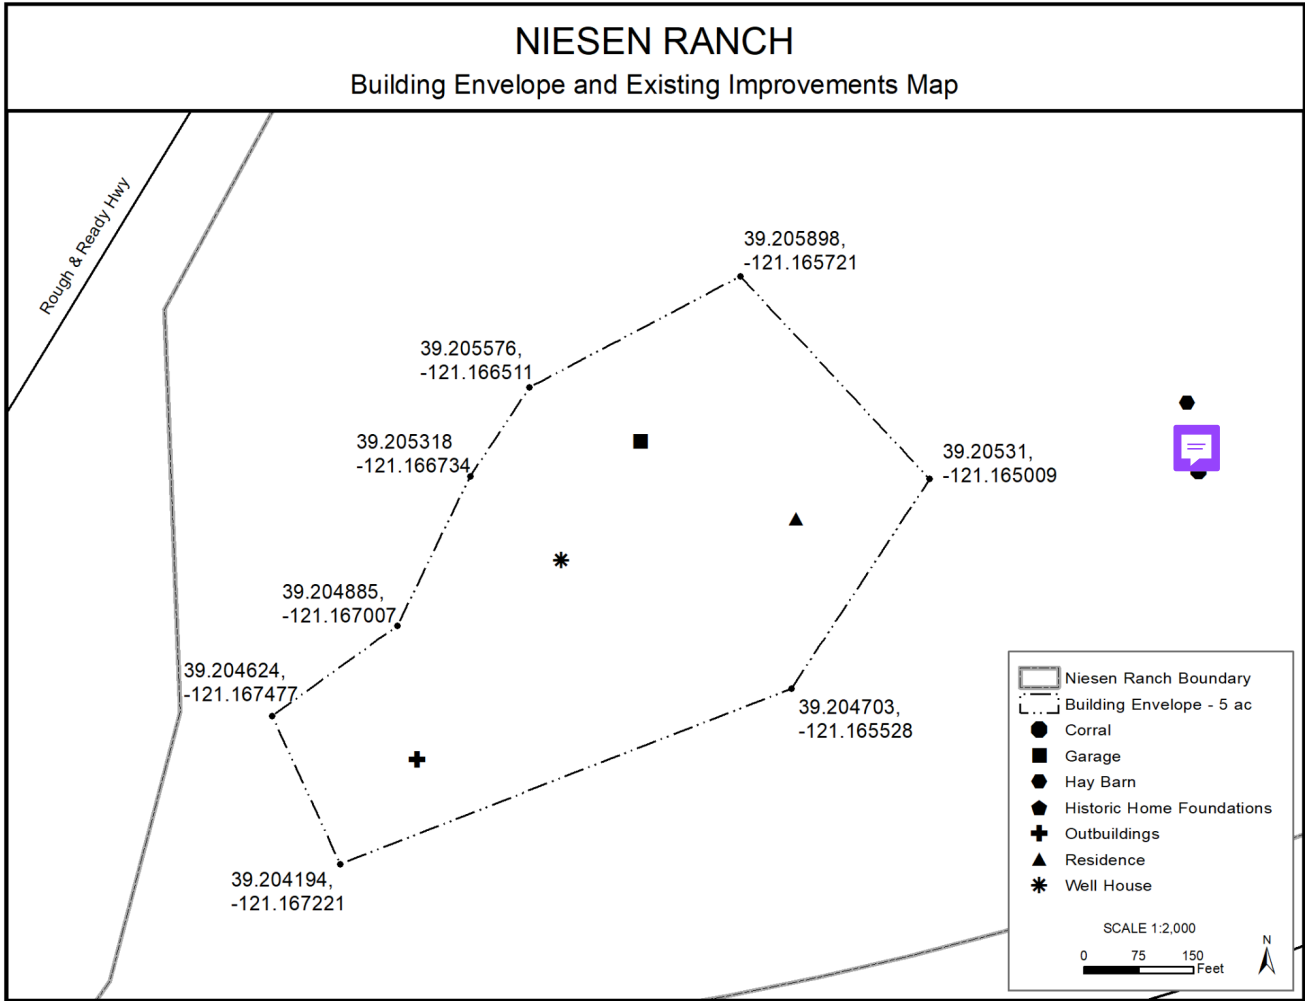 NIESEN RANCH
Building Envelope and Existing Improvements Map
Rough & Ready Hwy
39.205898,
-121.165721
39.205576,
-121.166511
39.205318
-121.166734
39.20531,
-121.165009
39.204885,
-121.167007
39.204624,
-121.167477
39.204703,
-121.165528
39.204194,
-121.167221
Niesen Ranch Boundary
Building Envelope - 5 ac
Corral
Garage
Hay Barn
Historic Home Foundations
Outbuildings
Residence
Well House
SCALE 1:2,000
N
0 75 150
Feet